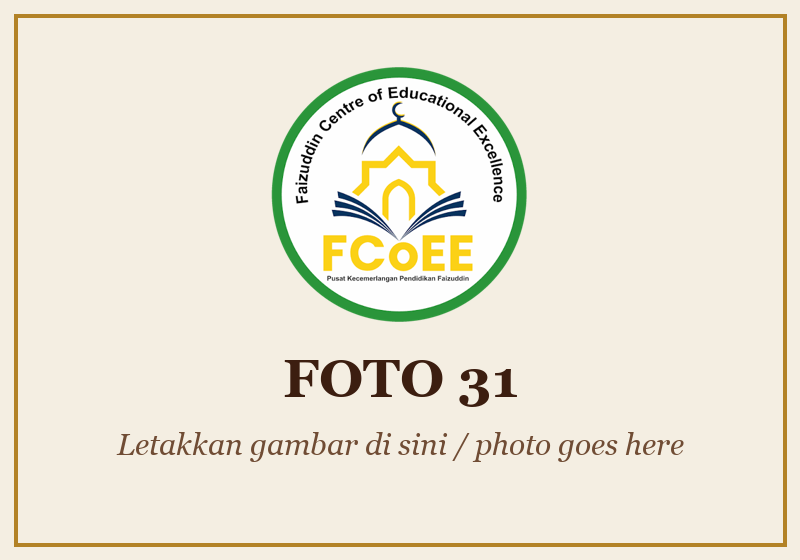 Faizuddin Centre of Educational Excellence
FCoEE
Pusat Kecemerlangan Pendidikan Faizuddin
FOTO 31
Letakkan gambar di sini / photo goes here